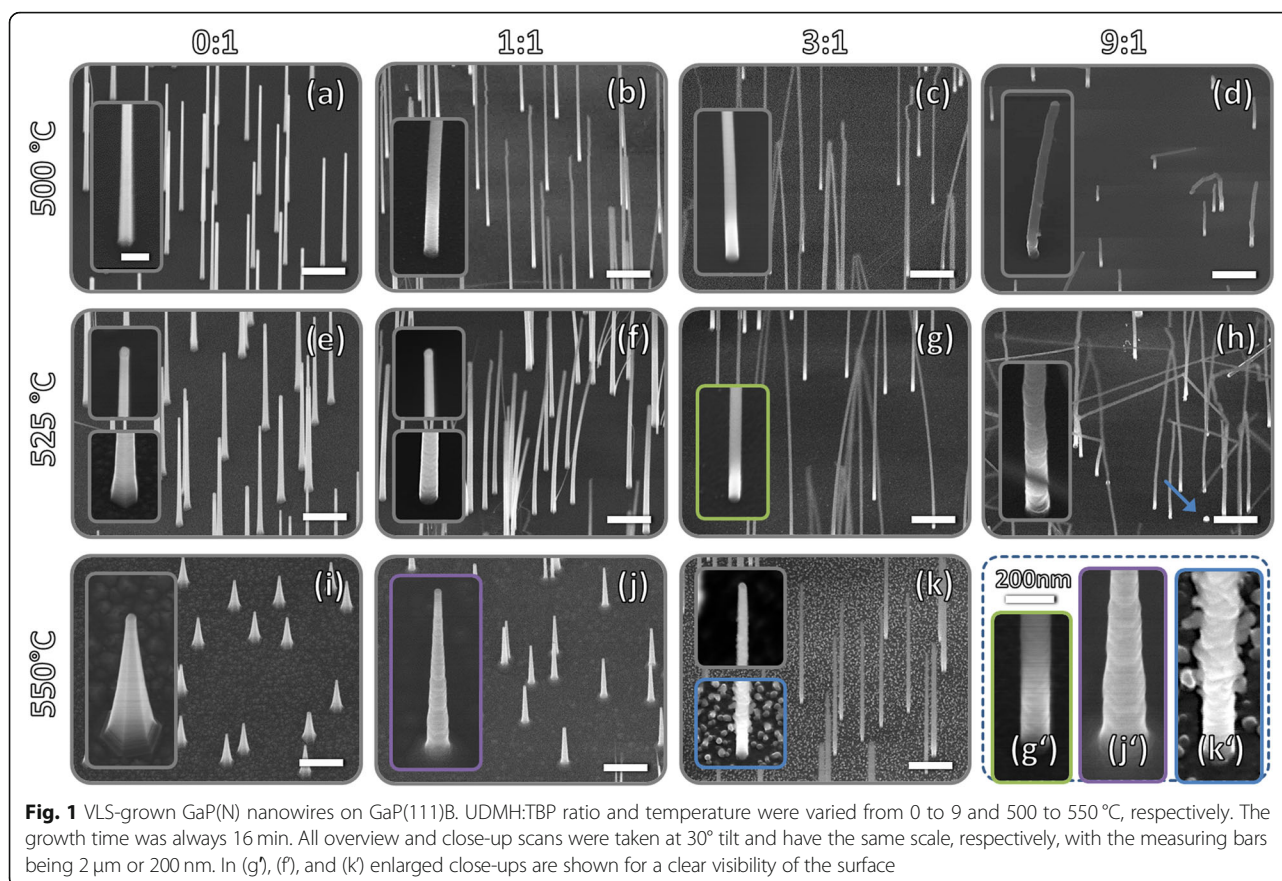 0:1 1:1 3:1 9:1
500 °C
(a) (b) (c) (d)
525 °C
(e) (f) (g) (h)
550°C
(i) (j) (k) 200nm
(g‘) (j‘) (k‘)
Fig. 1 VLS-grown GaP(N) nanowires on GaP(111)B. UDMH:TBP ratio and temperature were varied from 0 to 9 and 500 to 550 °C, respectively. The
growth time was always 16 min. All overview and close-up scans were taken at 30° tilt and have the same scale, respectively, with the measuring bars
being 2 μm or 200 nm. In (g′), (f′), and (k′) enlarged close-ups are shown for a clear visibility of the surface